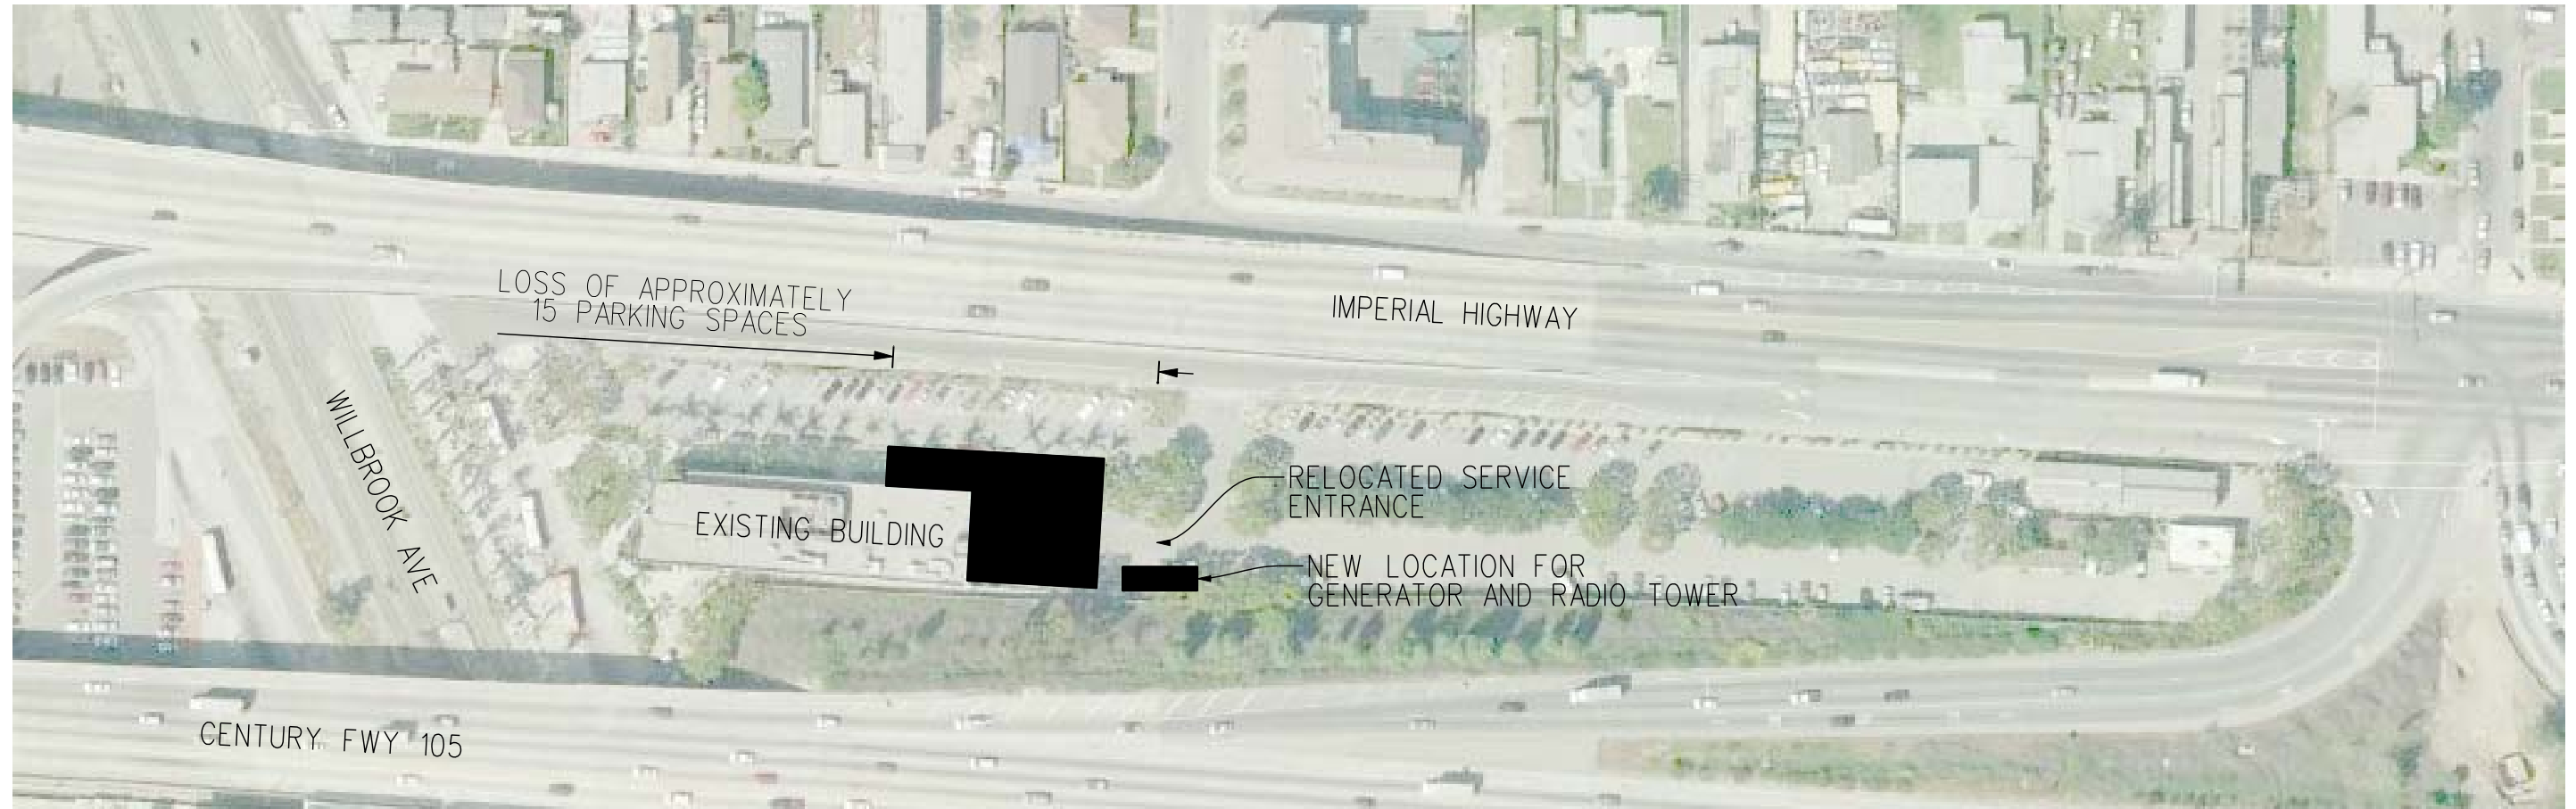 LOSS OF APPROXIMATELY
15 PARKING SPACES
IMPERIAL HIGHWAY
WILLBROOK AVE
EXISTING BUILDING
RELOCATED SERVICE
ENTRANCE
NEW LOCATION FOR
GENERATOR AND RADIO TOWER
CENTURY FWY 105